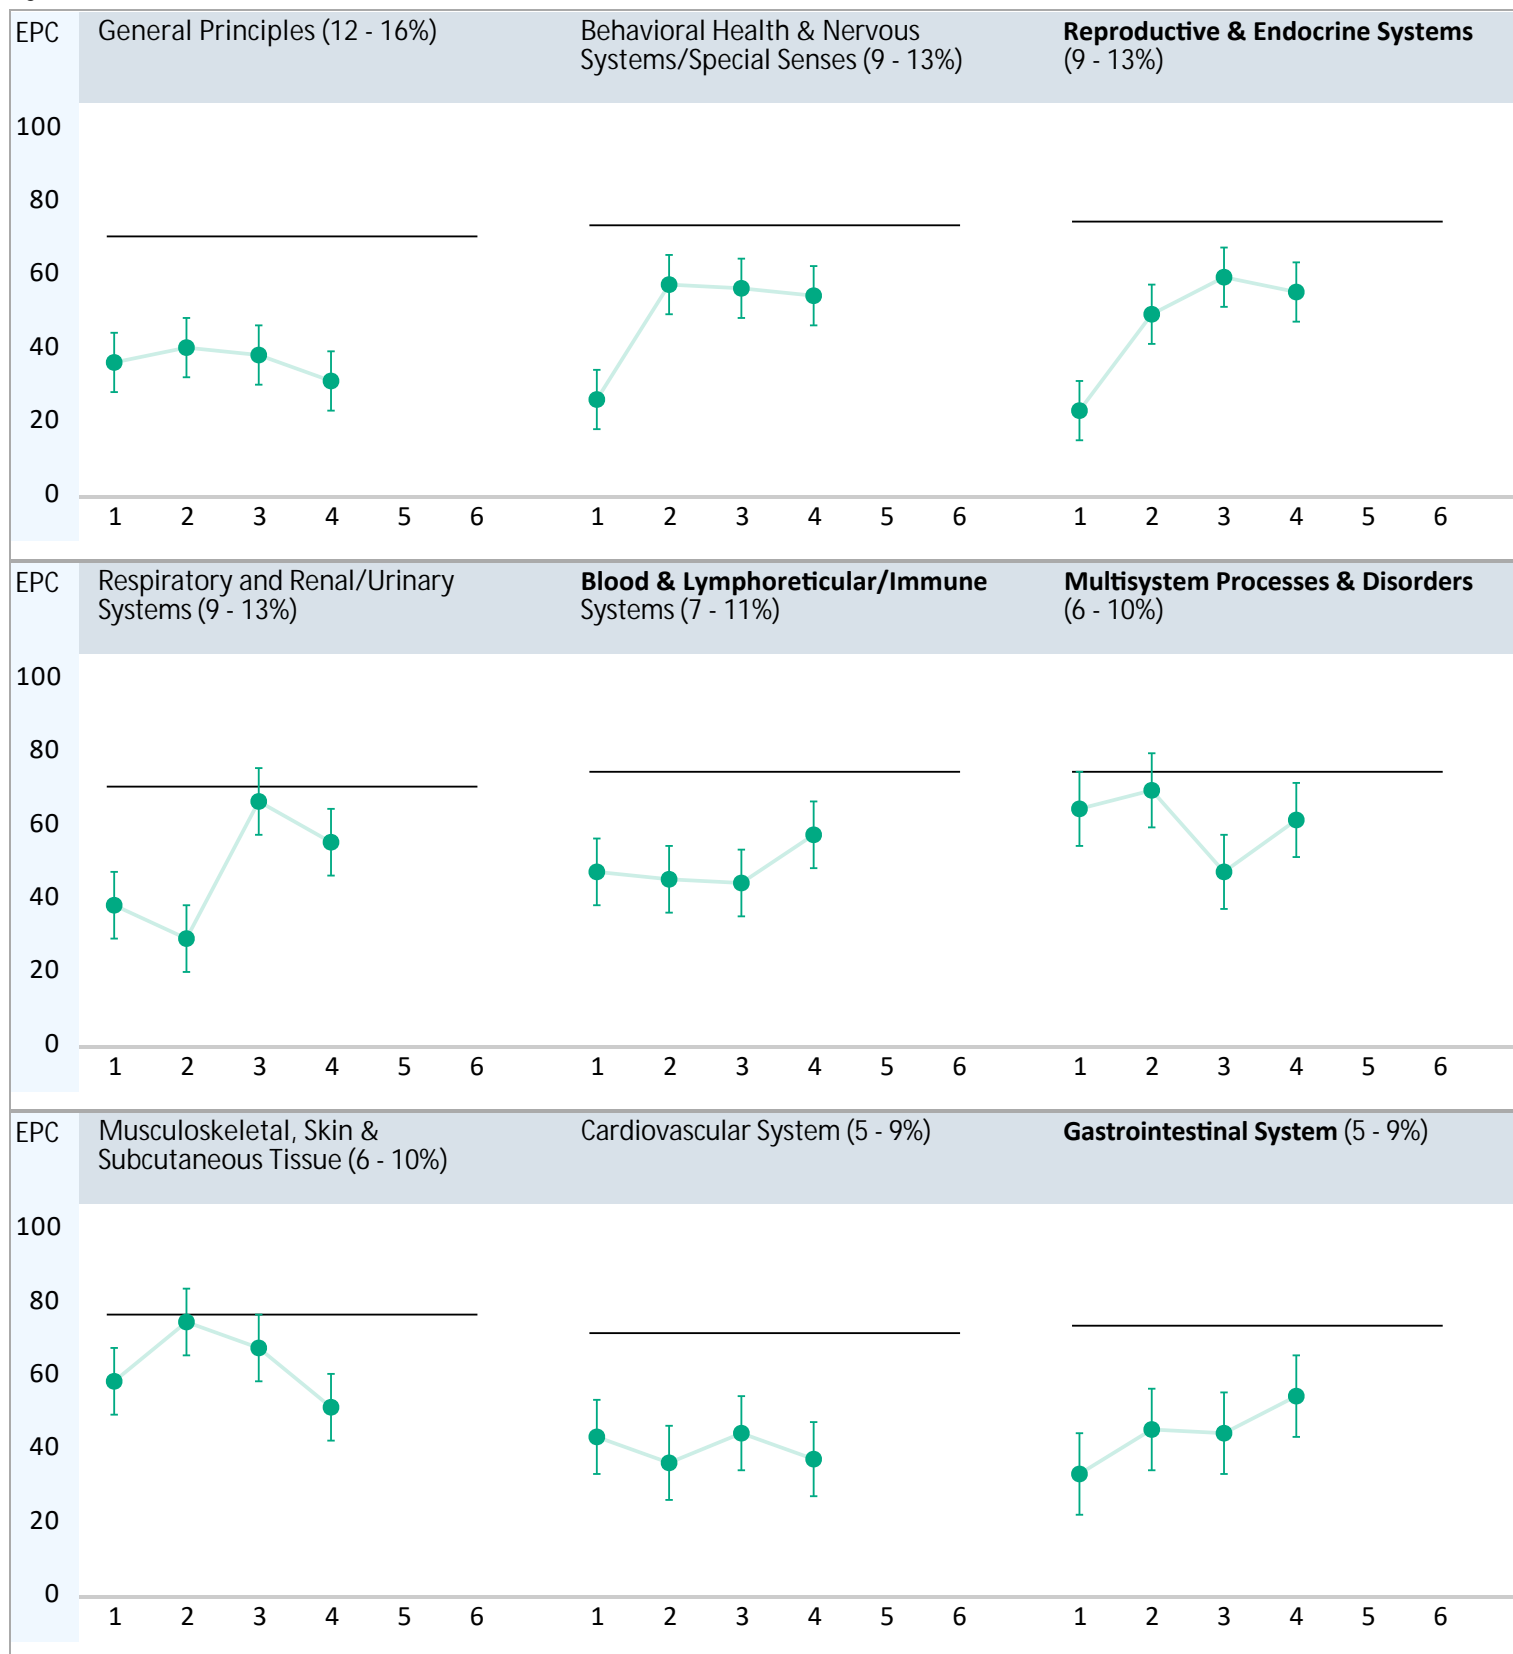 EPC General Principles (12 - 16%) Behavioral Health & Nervous Reproductive & Endocrine Systems
Systems/Special Senses (9 - 13%) (9 - 13%)
100
80
60
40
20
0
1 2 3 4 5 6 1 2 3 4 5 6 1 2 3 4 5 6
EPC Respiratory and Renal/Urinary Blood & Lymphoreticular/Immune Multisystem Processes & Disorders
Systems (9 - 13%) Systems (7 - 11%) (6 - 10%)
100
80
60
40
20
0
1 2 3 4 5 6 1 2 3 4 5 6 1 2 3 4 5 6
EPC Musculoskeletal, Skin & Cardiovascular System (5 - 9%) Gastrointestinal System (5 - 9%)
Subcutaneous Tissue (6 - 10%)
100
80
60
40
20
0
1 2 3 4 5 6 1 2 3 4 5 6 1 2 3 4 5 6